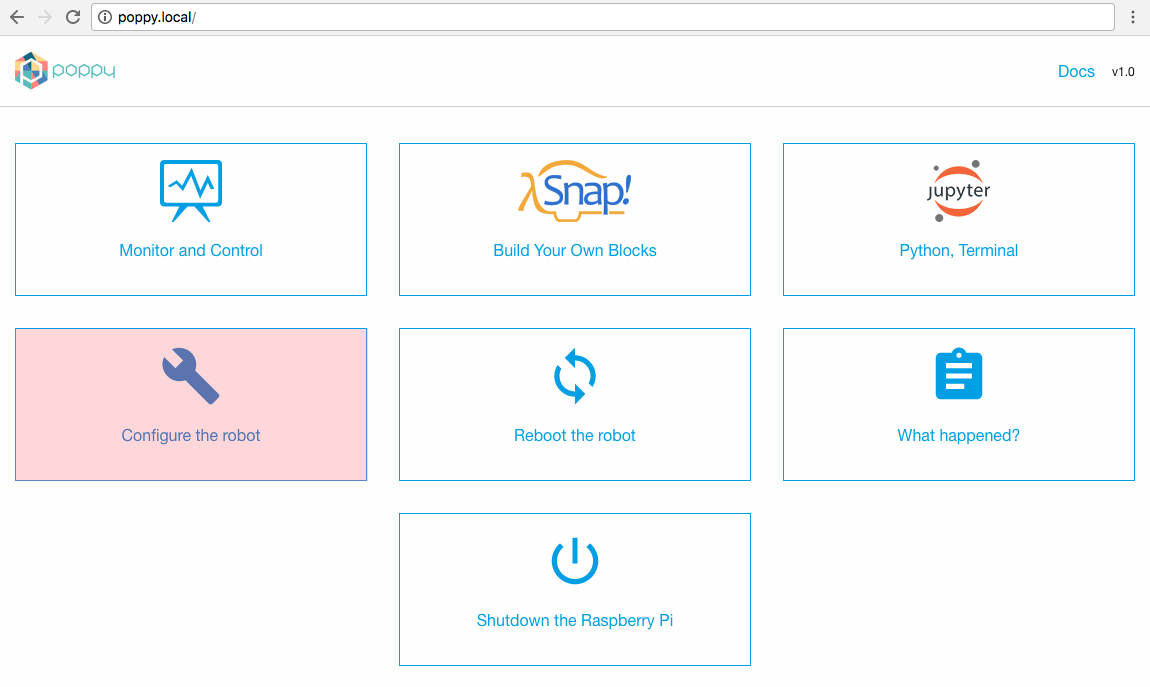 poppy.local/
poppy
Docs v1.0
λSnap!
jupyter
Monitor and Control
Build Your Own Blocks
Python, Terminal
Configure the robot
Reboot the robot
What happened?
Shutdown the Raspberry Pi